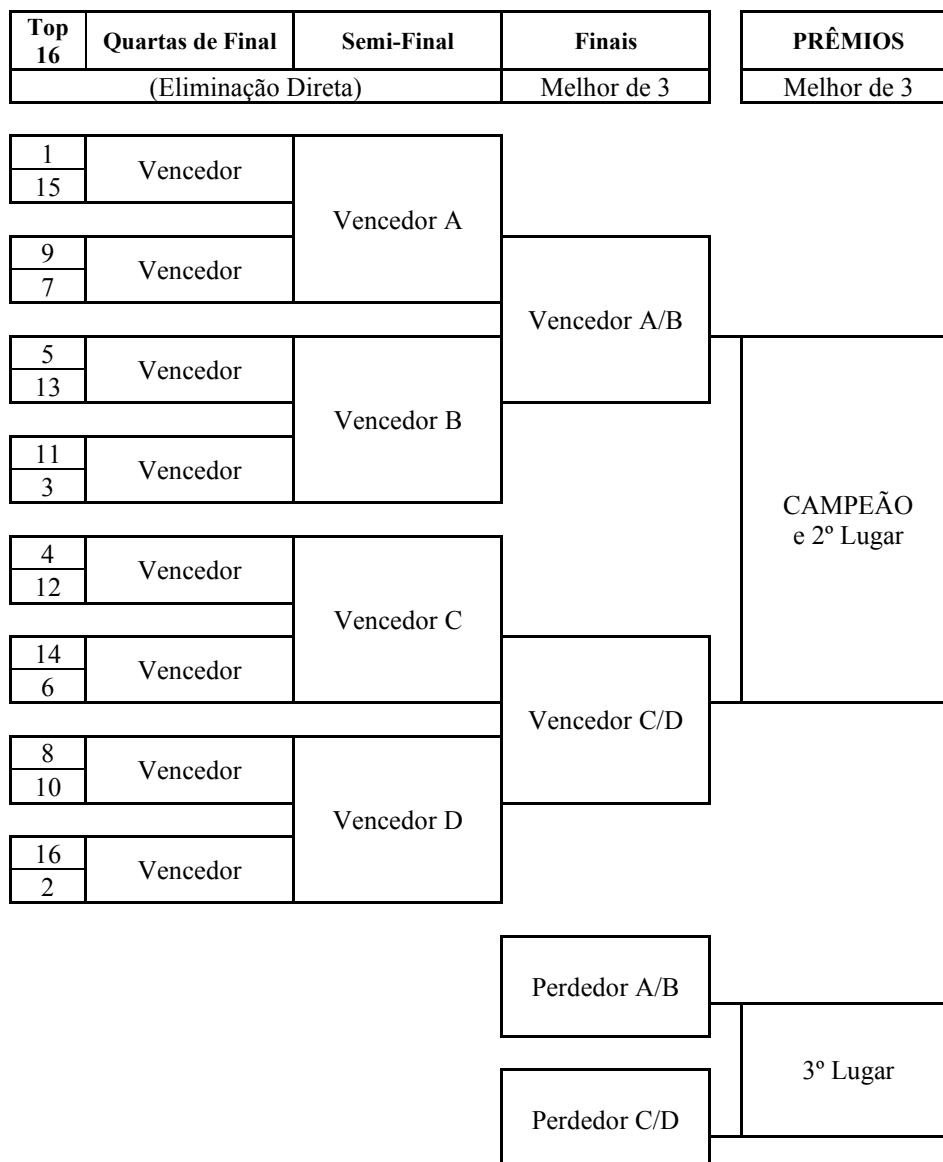 Top 16
Quartas de Final
Semi-Final
Finais
PRÊMIOS
(Eliminação Direta)
Melhor de 3
Melhor de 3
1
15
Vencedor
Vencedor A
9
7
Vencedor
Vencedor A/B
5
13
Vencedor
Vencedor B
11
3
Vencedor
CAMPEÃO
e 2º Lugar
4
12
Vencedor
Vencedor C
14
6
Vencedor
Vencedor C/D
8
10
Vencedor
Vencedor D
16
2
Vencedor
Perdedor A/B
3º Lugar
Perdedor C/D